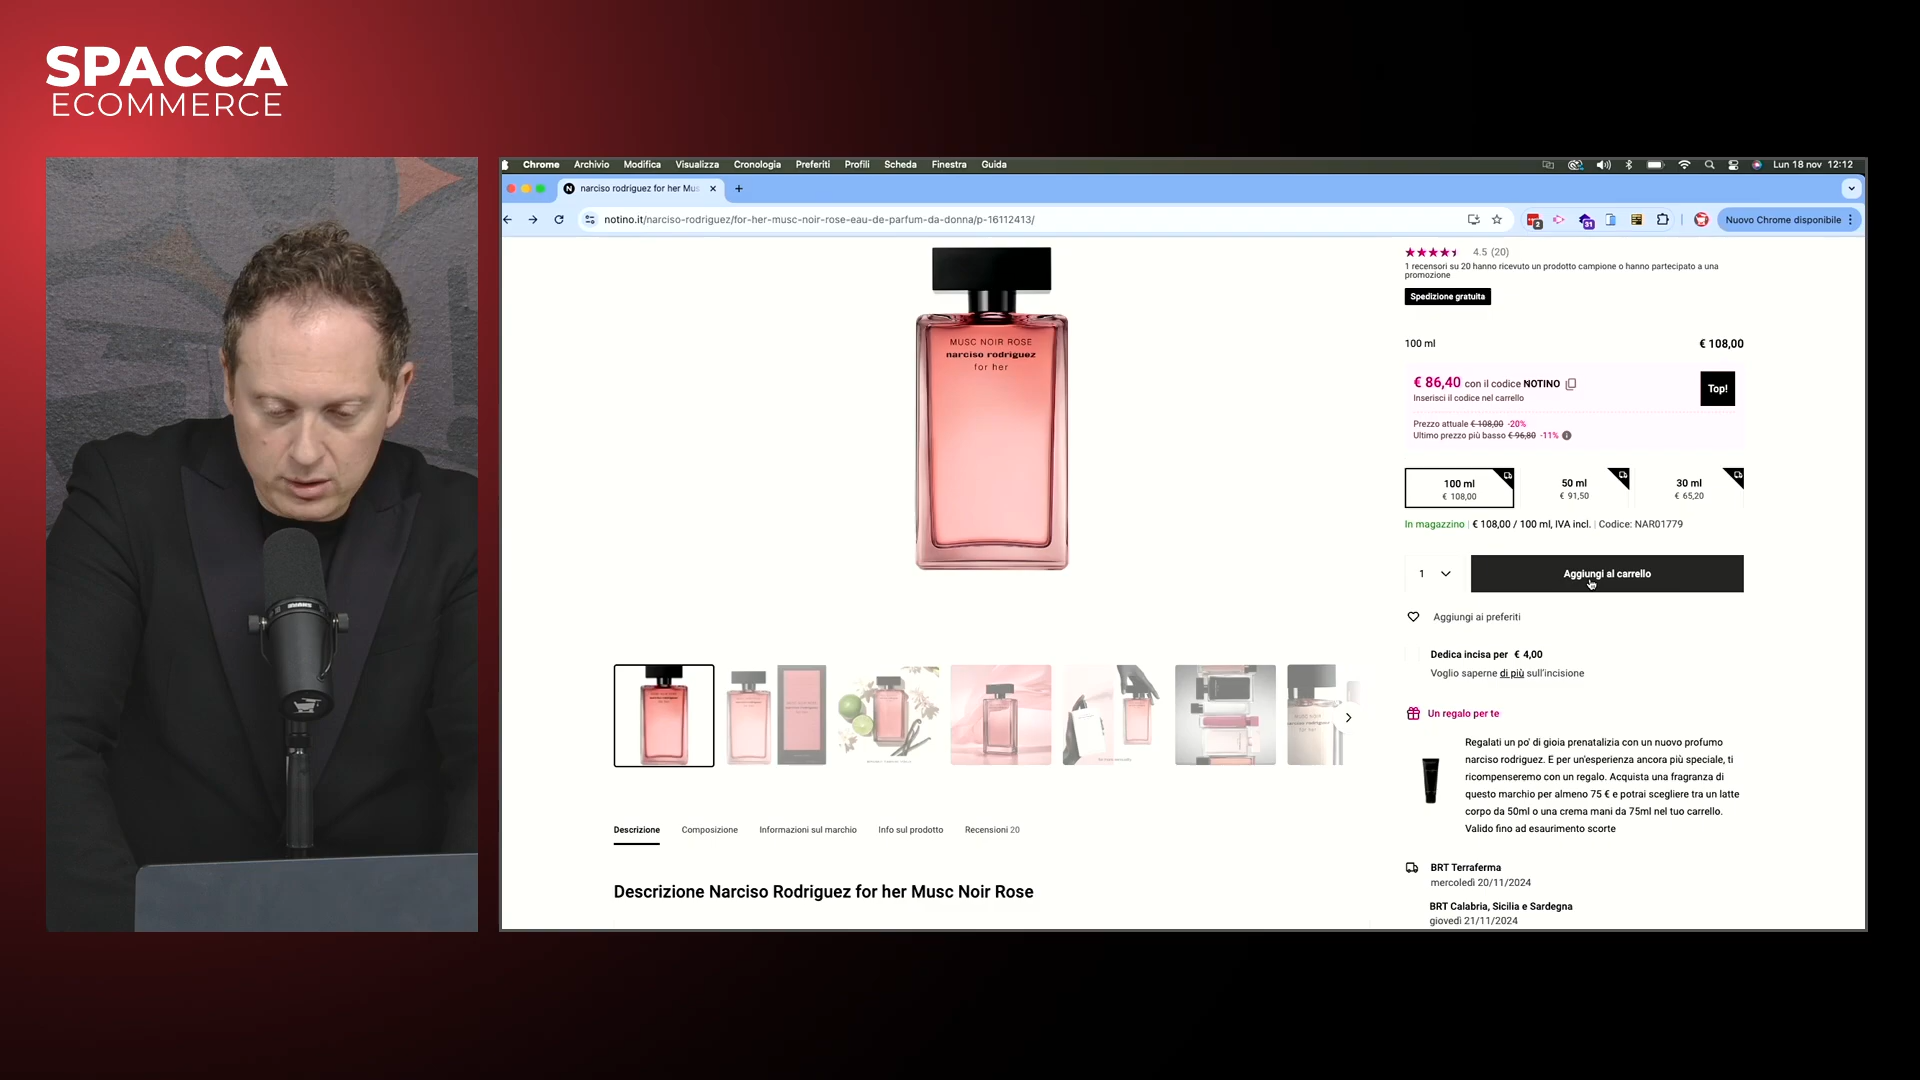 SPACCA
ECOMMERCE
Chrome Archivio Modifica Visualizza Cronologia Preferiti Profili Scheda Finestra Guida
Lun 18 nov 12:12
narciso rodriguez for her Mus
notino.it/narciso-rodriguez/for-her-musc-noir-rose-eau-de-parfum-da-donna/p-16112413/
2
31
Nuovo Chrome disponibile
MUSC NOIR ROSE
narciso rodriguez
for her
4.5 (20)
1 recensori su 20 hanno ricevuto un prodotto campione o hanno partecipato a una
promozione
Spedizione gratuita
100 ml € 108,00
€ 86,40 con il codice NOTINO
Inserisci il codice nel carrello
Top!
Prezzo attuale € 108,00 -20%
Ultimo prezzo più basso € 96,80 -11%
100 ml 50 ml 30 ml
€ 108,00 € 91,50 € 65,20
In magazzino | € 108,00 / 100 ml, IVA incl. | Codice: NAR01779
1 Aggiungi al carrello
Aggiungi ai preferiti
Dedica incisa per € 4,00
Voglio saperne di più sull'incisione
Un regalo per te
Regalati un po' di gioia prenatalizia con un nuovo profumo
narciso rodriguez. E per un'esperienza ancora più speciale, ti
ricompenseremo con un regalo. Acquista una fragranza di
questo marchio per almeno 75 € e potrai scegliere tra un latte
corpo da 50ml o una crema mani da 75ml nel tuo carrello.
Valido fino ad esaurimento scorte
BRT Terraferma
mercoledì 20/11/2024
BRT Calabria, Sicilia e Sardegna
giovedì 21/11/2024
Descrizione Composizione Informazioni sul marchio Info sul prodotto Recensioni 20
Descrizione Narciso Rodriguez for her Musc Noir Rose